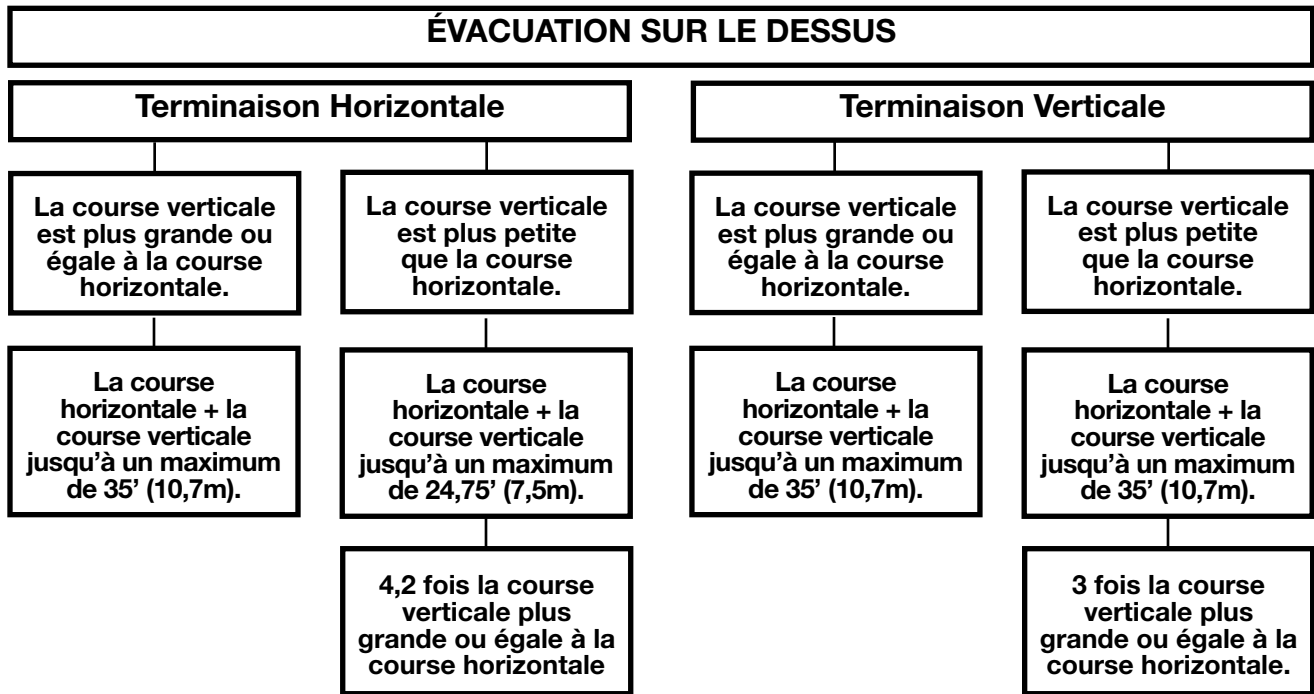 ÉVACUATION SUR LE DESSUS
Terminaison Horizontale
La course verticale
est plus grande ou
égale à la course
horizontale.
La course
horizontale + la
course verticale
jusqu'à un maximum
de 35’ (10,7m).
La course verticale
est plus petite
que la course
horizontale.
La course
horizontale + la
course verticale
jusqu'à un maximum
de 24,75’ (7,5m).
4,2 fois la course
verticale plus
grande ou égale à la
course horizontale
Terminaison Verticale
La course verticale
est plus grande ou
égale à la course
horizontale.
La course
horizontale + la
course verticale
jusqu'à un maximum
de 35’ (10,7m).
La course verticale
est plus petite
que la course
horizontale.
La course
horizontale + la
course verticale
jusqu'à un maximum
de 35’ (10,7m).
3 fois la course
verticale plus
grande ou égale à la
course horizontale.